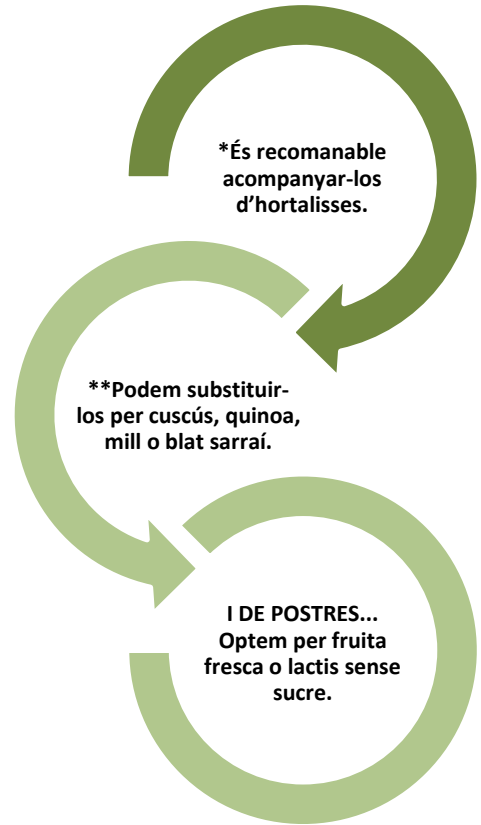 *És recomanable
acompanyar-los
d’hortalisses.
**Podem substituir-
los per cuscús, quinoa,
mill o blat sarraí.
I DE POSTRES...
Optem per fruita
fresca o lactis sense
sucre.